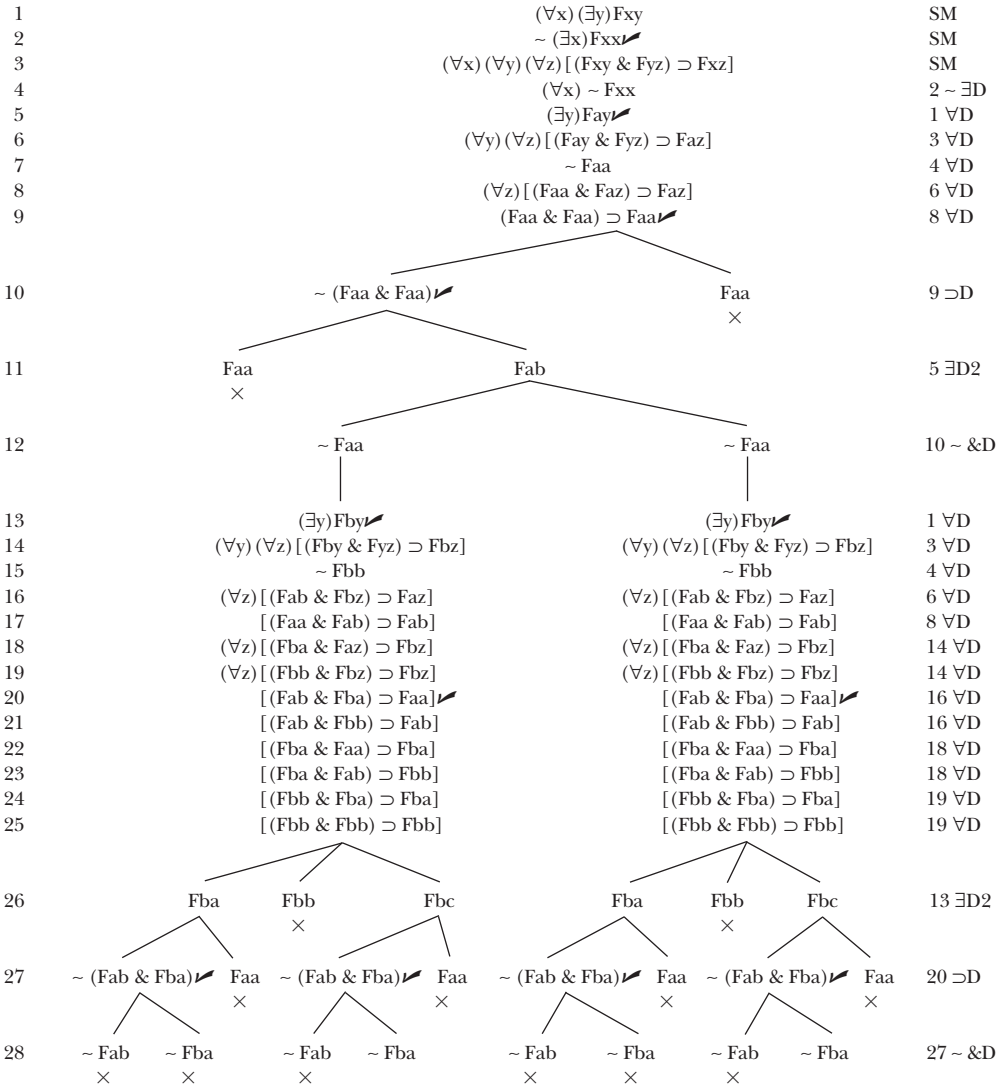 1 (∀x)(∃y)Fxy SM
2 ~ (∃x)Fxx✔ SM
3 (∀x)(∀y)(∀z)[(Fxy & Fyz) ⊃ Fxz] SM
4 (∀x) ~ Fxx 2 ~ ∃D
5 (∃y)Fay✔ 1 ∀D
6 (∀y)(∀z)[(Fay & Fyz) ⊃ Faz] 3 ∀D
7 ~ Faa 4 ∀D
8 (∀z)[(Faa & Faz) ⊃ Faz] 6 ∀D
9 (Faa & Faa) ⊃ Faa✔ 8 ∀D
10 ~ (Faa & Faa)✔ Faa 9 ⊃D
×
11 Faa Fab 5 ∃D2
×
12 ~ Faa ~ Faa 10 ~ &D
13 (∃y)Fby✔ (∃y)Fby✔ 1 ∀D
14 (∀y)(∀z)[(Fby & Fyz) ⊃ Fbz] (∀y)(∀z)[(Fby & Fyz) ⊃ Fbz] 3 ∀D
15 ~ Fbb ~ Fbb 4 ∀D
16 (∀z)[(Fab & Fbz) ⊃ Faz] (∀z)[(Fab & Fbz) ⊃ Faz] 6 ∀D
17 [(Faa & Fab) ⊃ Fab] [(Faa & Fab) ⊃ Fab] 8 ∀D
18 (∀z)[(Fba & Faz) ⊃ Fbz] (∀z)[(Fba & Faz) ⊃ Fbz] 14 ∀D
19 (∀z)[(Fbb & Fbz) ⊃ Fbz] (∀z)[(Fbb & Fbz) ⊃ Fbz] 14 ∀D
20 [(Fab & Fba) ⊃ Faa]✔ [(Fab & Fba) ⊃ Faa]✔ 16 ∀D
21 [(Fab & Fbb) ⊃ Fab] [(Fab & Fbb) ⊃ Fab] 16 ∀D
22 [(Fba & Faa) ⊃ Fba] [(Fba & Faa) ⊃ Fba] 18 ∀D
23 [(Fba & Fab) ⊃ Fbb] [(Fba & Fab) ⊃ Fbb] 18 ∀D
24 [(Fbb & Fba) ⊃ Fba] [(Fbb & Fba) ⊃ Fba] 19 ∀D
25 [(Fbb & Fbb) ⊃ Fbb] [(Fbb & Fbb) ⊃ Fbb] 19 ∀D
26 Fba Fbb Fbc Fba Fbb Fbc 13 ∃D2
× ×
27 ~ (Fab & Fba)✔ Faa ~ (Fab & Fba)✔ Faa ~ (Fab & Fba)✔ Faa ~ (Fab & Fba)✔ Faa 20 ⊃D
× × × ×
28 ~ Fab ~ Fba ~ Fab ~ Fba ~ Fab ~ Fba ~ Fab ~ Fba 27 ~ &D
× × × × × ×